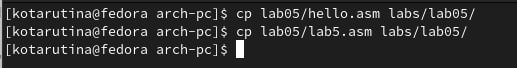 [kotarutina@fedora arch-pc]$ cp lab05/hello.asm labs/lab05/
[kotarutina@fedora arch-pc]$ cp lab05/lab5.asm labs/lab05/
[kotarutina@fedora arch-pc]$